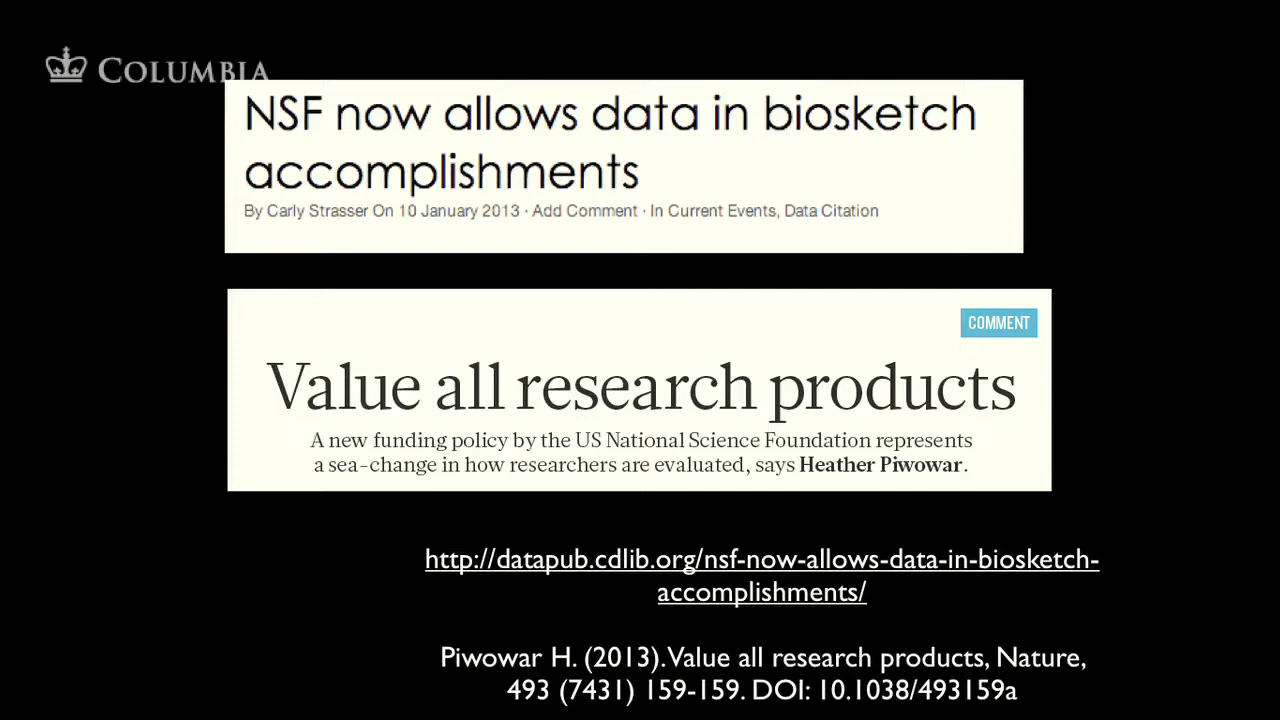 COLUMBIA
NSF now allows data in biosketch
accomplishments
By Carly Strasser On 10 January 2013 · Add Comment · In Current Events, Data Citation
COMMENT
Value all research products
A new funding policy by the US National Science Foundation represents
a sea-change in how researchers are evaluated, says Heather Piwowar.
http://datapub.cdlib.org/nsf-now-allows-data-in-biosketch-
accomplishments/
Piwowar H. (2013). Value all research products, Nature,
493 (7431) 159-159. DOI: 10.1038/493159a